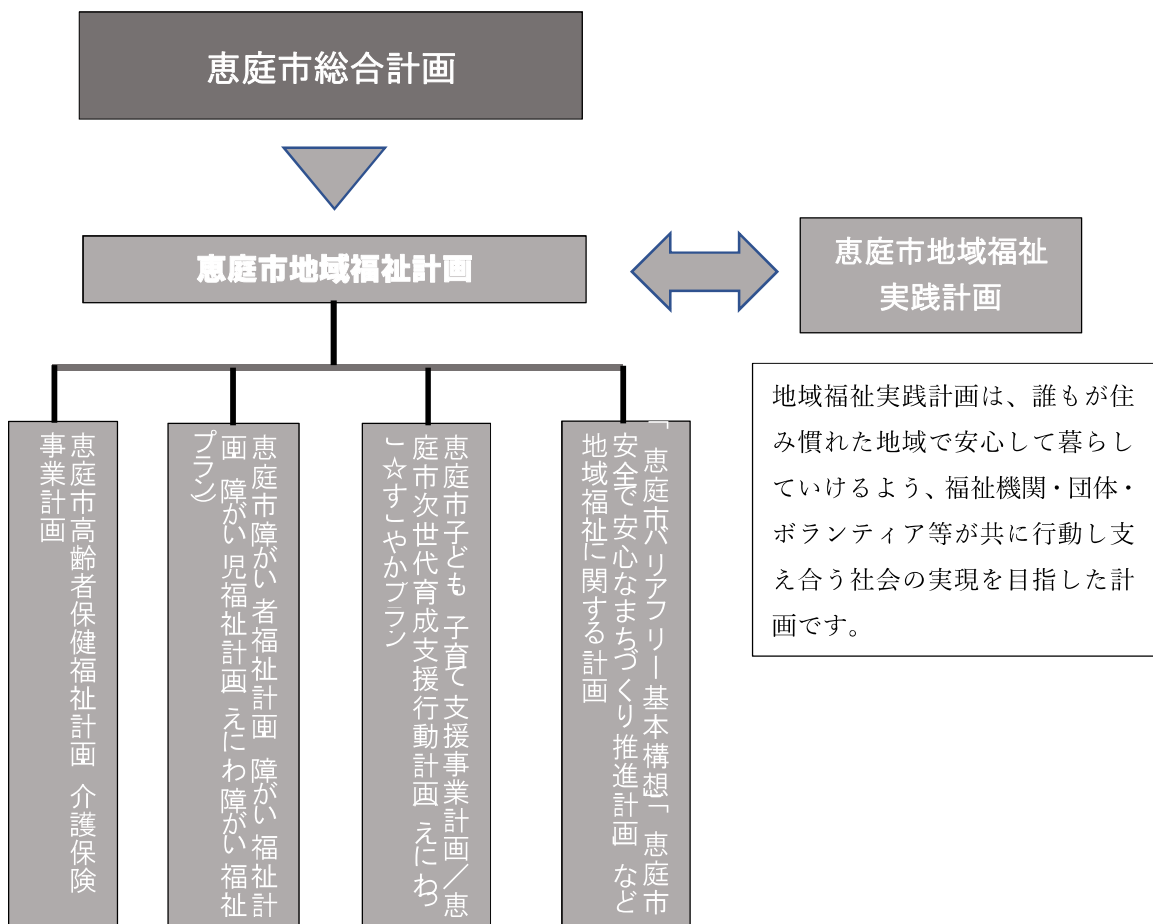 恵庭市総合計画
恵庭市地域福祉計画
恵庭市地域福祉
実践計画
地域福祉実践計画は、誰もが住
み慣れた地域で安心して暮らし
ていけるよう、福祉機関・団体・
ボランティア等が共に行動し支
え合う社会の実現を目指した計
画です。
恵庭市高齢者保健福祉計画 介護保険
事業計画
恵庭市障がい者福祉計画 障がい福祉計
画 障がい児福祉計画 えにわ障がい福祉
プラン)
恵庭市子ども 子育て支援事業計画/恵
庭市次世代育成支援行動計画 えにわっ
こ☆すこやかプラン
「恵庭市バリアフリー基本構想」「恵庭市
安全で安心なまちづくり推進計画」など
地域福祉に関する計画